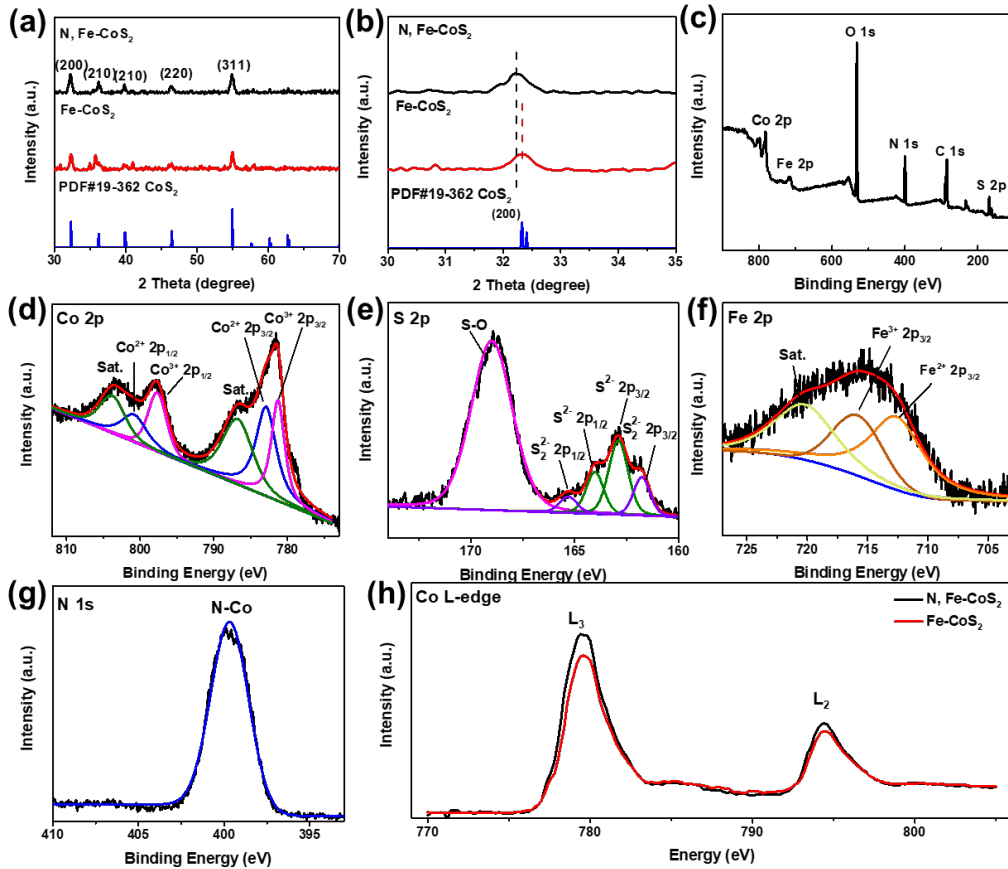 (a)
N, Fe-CoS₂
(200)
(210)
(210)
(220)
(311)
Fe-CoS₂
PDF#19-362 CoS₂
30 40 50 60 70
2 Theta (degree)
Intensity (a.u.)
(b)
N, Fe-CoS₂
Fe-CoS₂
PDF#19-362 CoS₂
(200)
30 31 32 33 34 35
2 Theta (degree)
Intensity (a.u.)
(c)
O 1s
Co 2p
Fe 2p
N 1s
C 1s
S 2p
800 600 400 200
Binding Energy (eV)
Intensity (a.u.)
(d)
Co 2p
Sat.
Co²⁺ 2p₁/₂
Co³⁺ 2p₁/₂
Sat.
Co²⁺ 2p₃/₂
Co³⁺ 2p₃/₂
810 800 790 780
Binding Energy (eV)
Intensity (a.u.)
(e)
S 2p
S-O
S₂²⁻ 2p₁/₂
S²⁻ 2p₁/₂
S²⁻ 2p₃/₂
S₂²⁻ 2p₃/₂
170 165 160
Binding Energy (eV)
Intensity (a.u.)
(f)
Fe 2p
Sat.
Fe³⁺ 2p₃/₂
Fe²⁺ 2p₃/₂
725 720 715 710 705
Binding Energy (eV)
Intensity (a.u.)
(g)
N 1s
N-Co
410 405 400 395
Binding Energy (eV)
Intensity (a.u.)
(h)
Co L-edge
L₃
L₂
N, Fe-CoS₂
Fe-CoS₂
770 780 790 800
Energy (eV)
Intensity (a.u.)